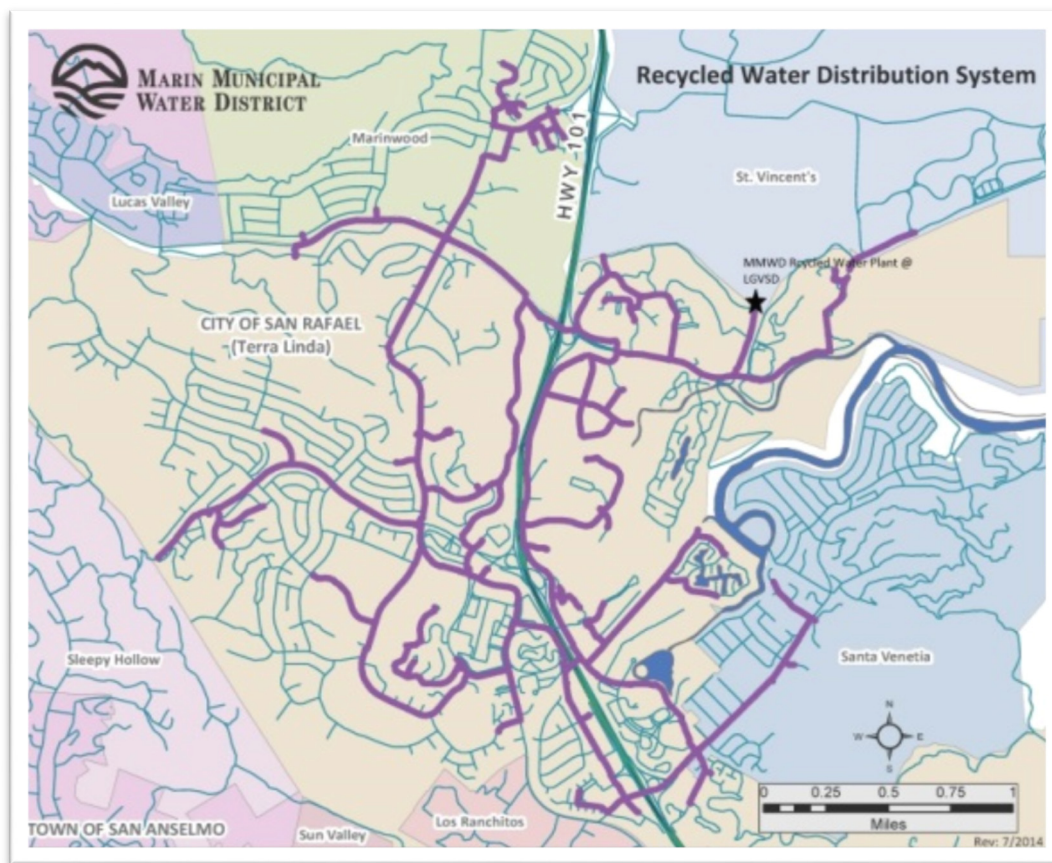 MARIN MUNICIPAL
WATER DISTRICT
Recycled Water Distribution System
HWY 101
Marinwood
St. Vincent's
Lucas Valley
MMWD Rcycled Water Plant @
LGVSD
CITY OF SAN RAFAEL
(Terra Linda)
Sleepy Hollow
Santa Venetia
N
W E
S
0 0.25 0.5 0.75 1
Miles
Los Ranchitos
TOWN OF SAN ANSELMO
Sun Valley
Rev: 7/2014